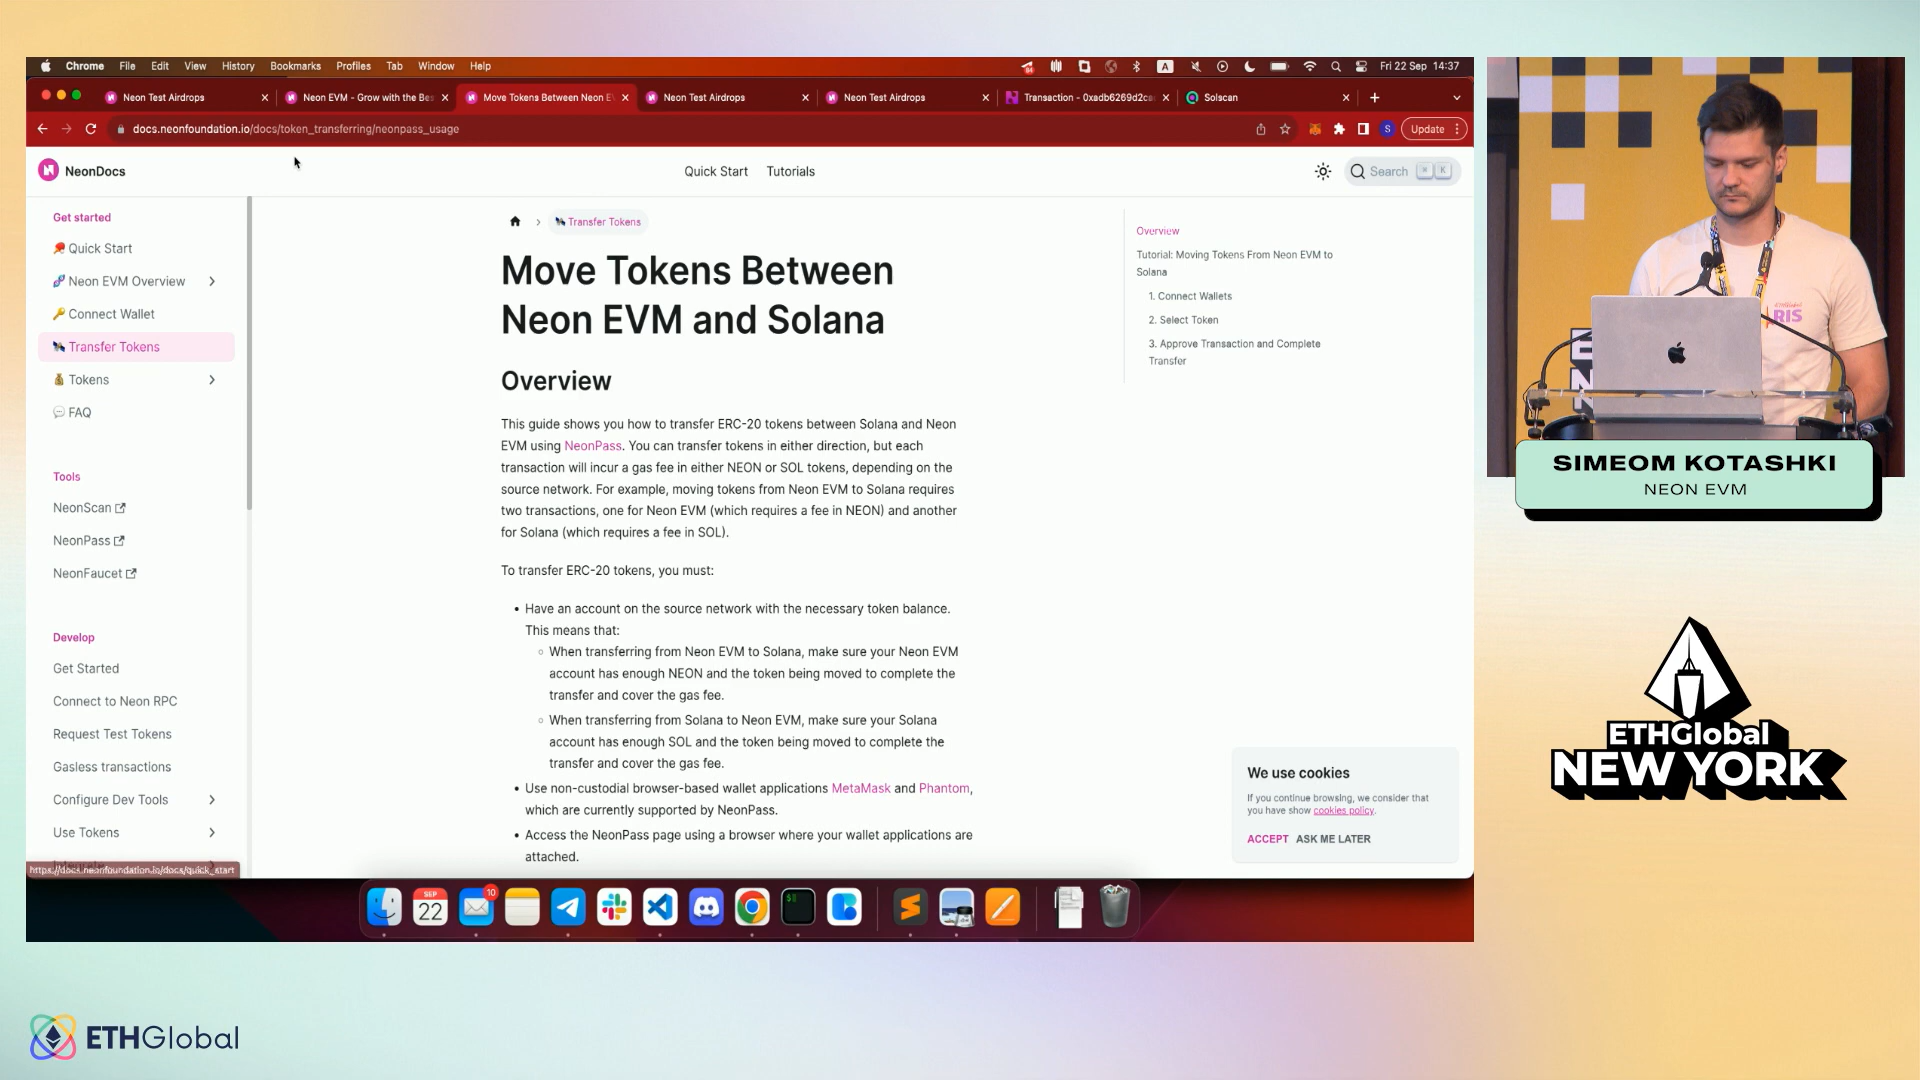 Chrome File Edit View History Bookmarks Profiles Tab Window Help
A
Fri 22 Sep 14:37
Neon Test Airdrops
Neon EVM - Grow with the Bes
Move Tokens Between Neon E
Neon Test Airdrops
Neon Test Airdrops
Transaction - 0xadb6269d2ca
Solscan
docs.neonfoundation.io/docs/token_transferring/neonpass_usage
S
Update
NeonDocs
Quick Start Tutorials
Search K
Get started
Quick Start
Neon EVM Overview
Connect Wallet
Transfer Tokens
Tokens
FAQ
Tools
NeonScan
NeonPass
NeonFaucet
Develop
Get Started
Connect to Neon RPC
Request Test Tokens
Gasless transactions
Configure Dev Tools
Use Tokens
https://docs.neonfoundation.io/docs/quick_start
Transfer Tokens
Move Tokens Between
Neon EVM and Solana
Overview
This guide shows you how to transfer ERC-20 tokens between Solana and Neon
EVM using NeonPass. You can transfer tokens in either direction, but each
transaction will incur a gas fee in either NEON or SOL tokens, depending on the
source network. For example, moving tokens from Neon EVM to Solana requires
two transactions, one for Neon EVM (which requires a fee in NEON) and another
for Solana (which requires a fee in SOL).
To transfer ERC-20 tokens, you must:
• Have an account on the source network with the necessary token balance.
This means that:
○ When transferring from Neon EVM to Solana, make sure your Neon EVM
account has enough NEON and the token being moved to complete the
transfer and cover the gas fee.
○ When transferring from Solana to Neon EVM, make sure your Solana
account has enough SOL and the token being moved to complete the
transfer and cover the gas fee.
• Use non-custodial browser-based wallet applications MetaMask and Phantom,
which are currently supported by NeonPass.
• Access the NeonPass page using a browser where your wallet applications are
attached.
Overview
Tutorial: Moving Tokens From Neon EVM to
Solana
1. Connect Wallets
2. Select Token
3. Approve Transaction and Complete
Transfer
We use cookies
If you continue browsing, we consider that
you have show cookies policy.
ACCEPT ASK ME LATER
SEP
22
10
SIMEOM KOTASHKI
NEON EVM
ETHGlobal
NEW YORK
ETHGlobal